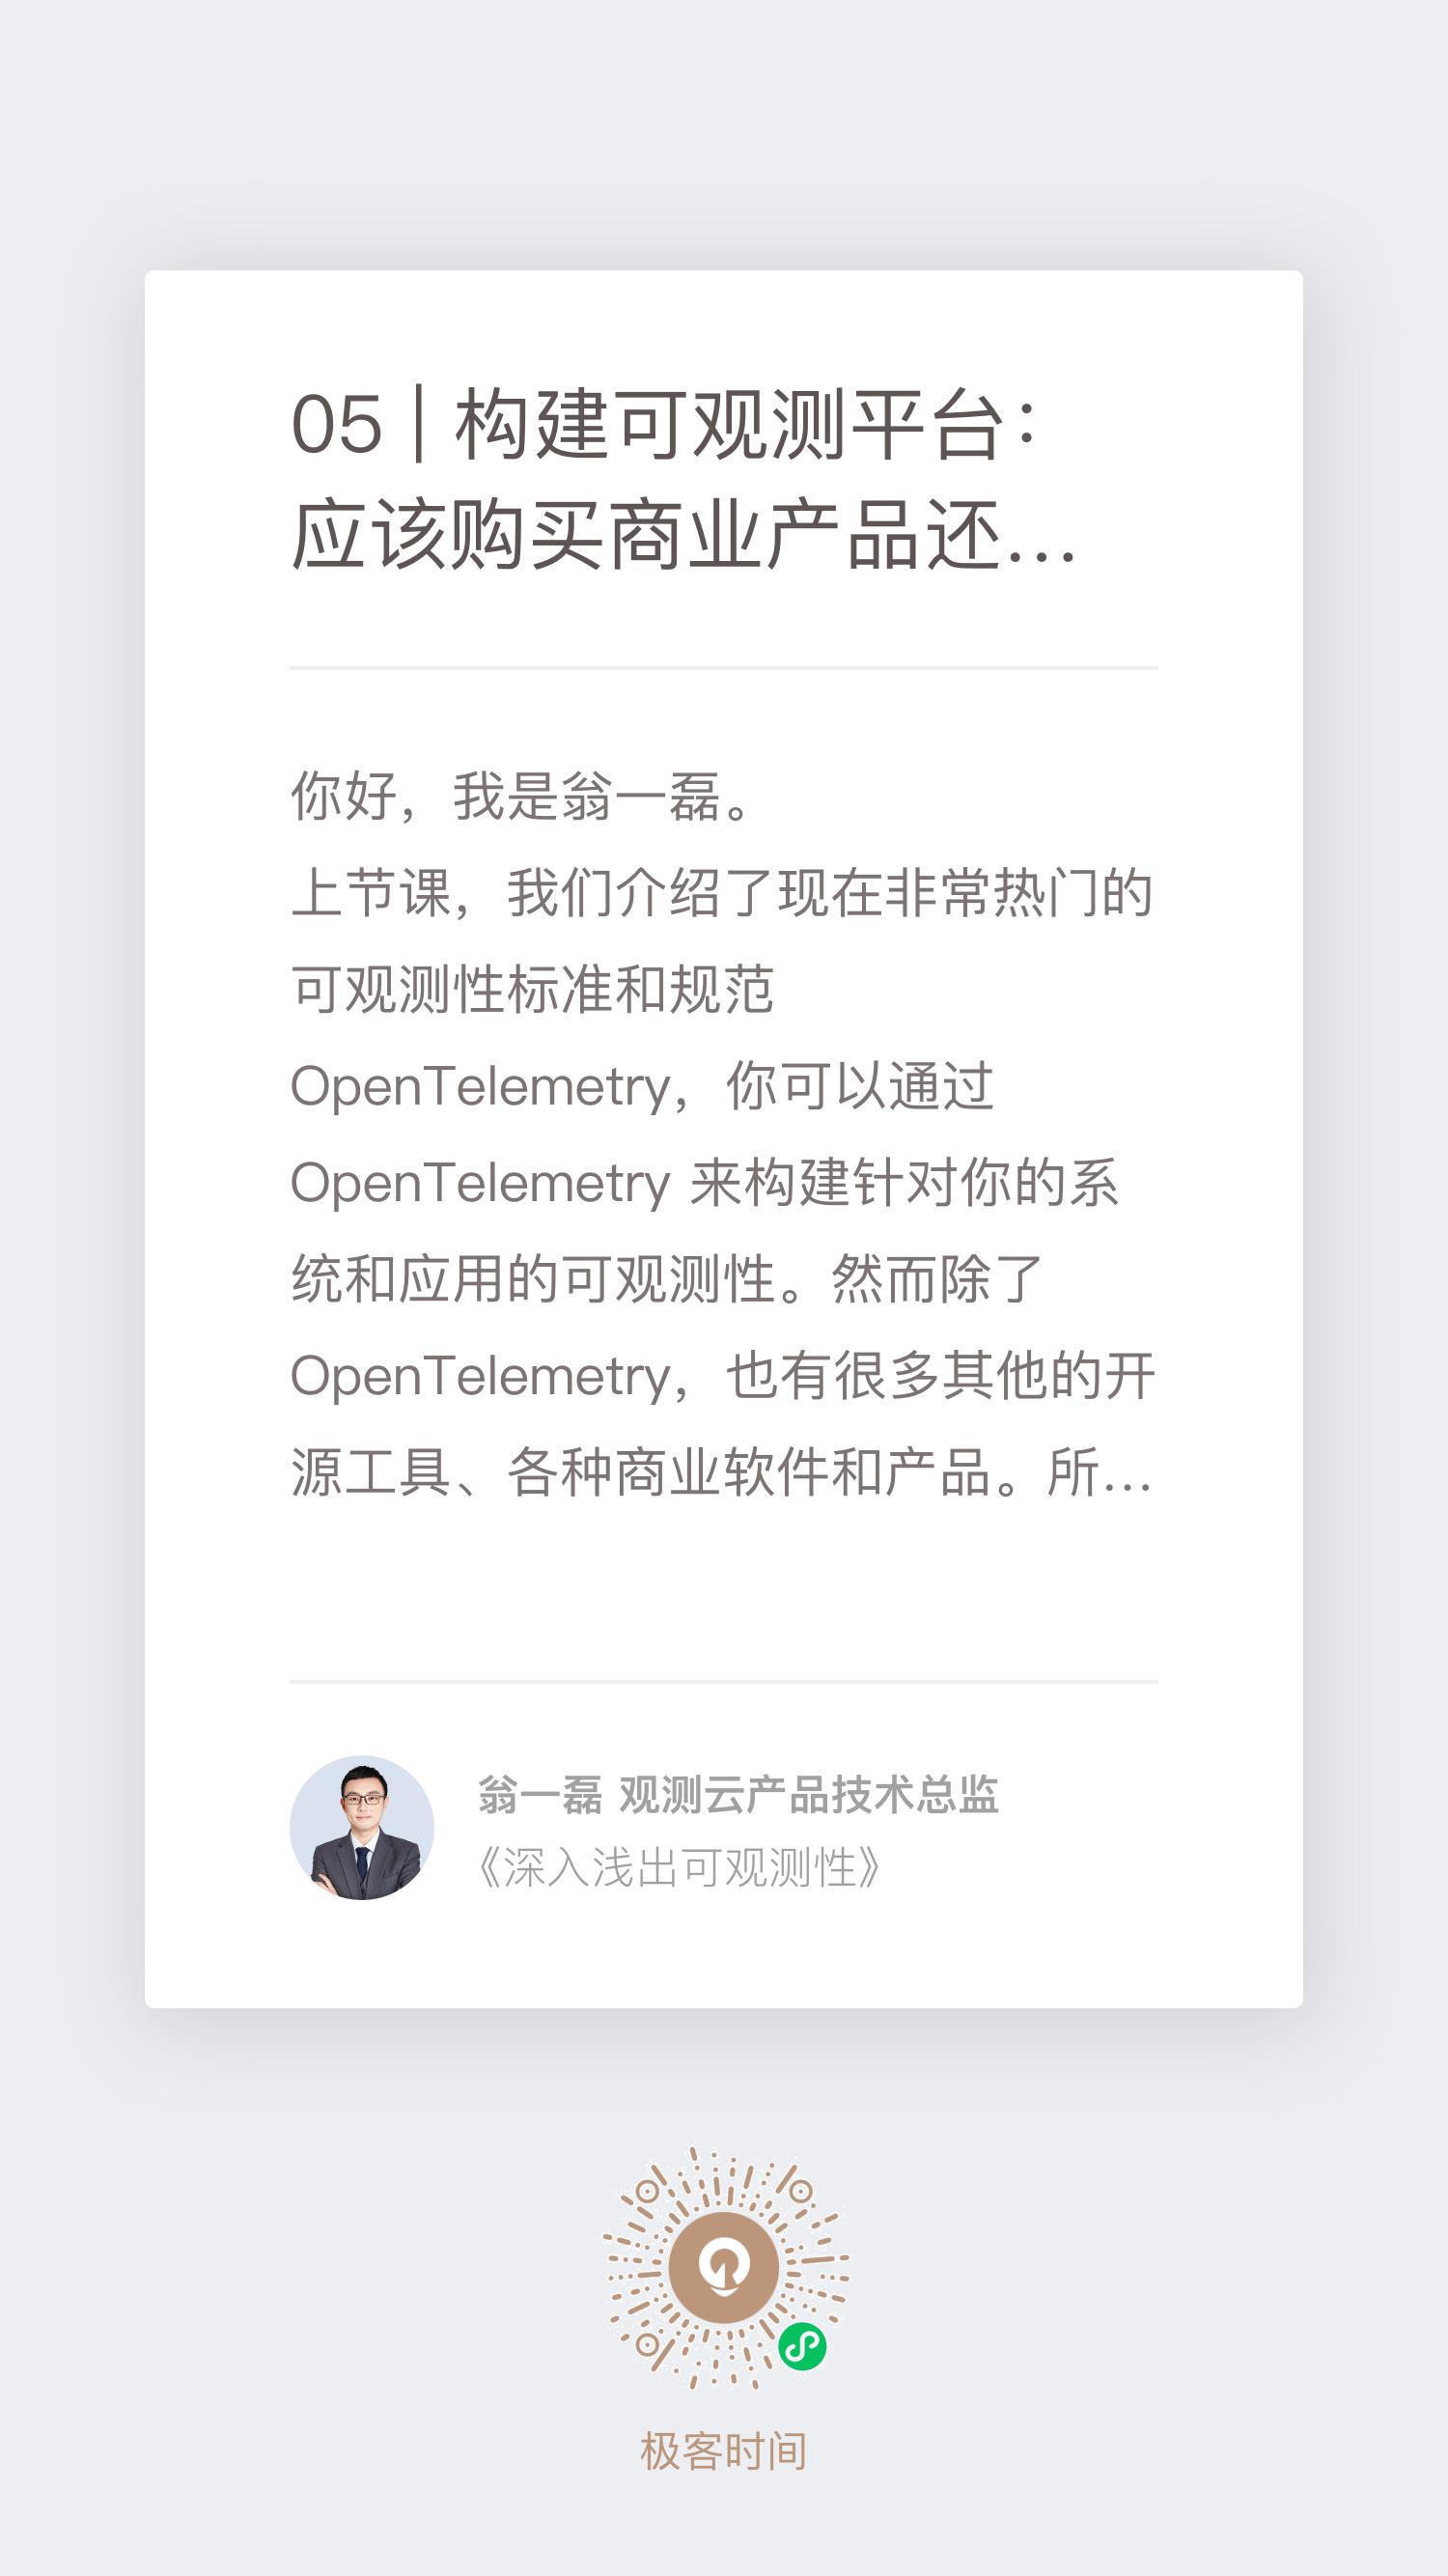 05 | 构建可观测平台：
应该购买商业产品还...
你好，我是翁一磊。
上节课，我们介绍了现在非常热门的
可观测性标准和规范
OpenTelemetry，你可以通过
OpenTelemetry 来构建针对你的系
统和应用的可观测性。然而除了
OpenTelemetry，也有很多其他的开
源工具、各种商业软件和产品。所...
翁一磊 观测云产品技术总监
《深入浅出可观测性》
极客时间